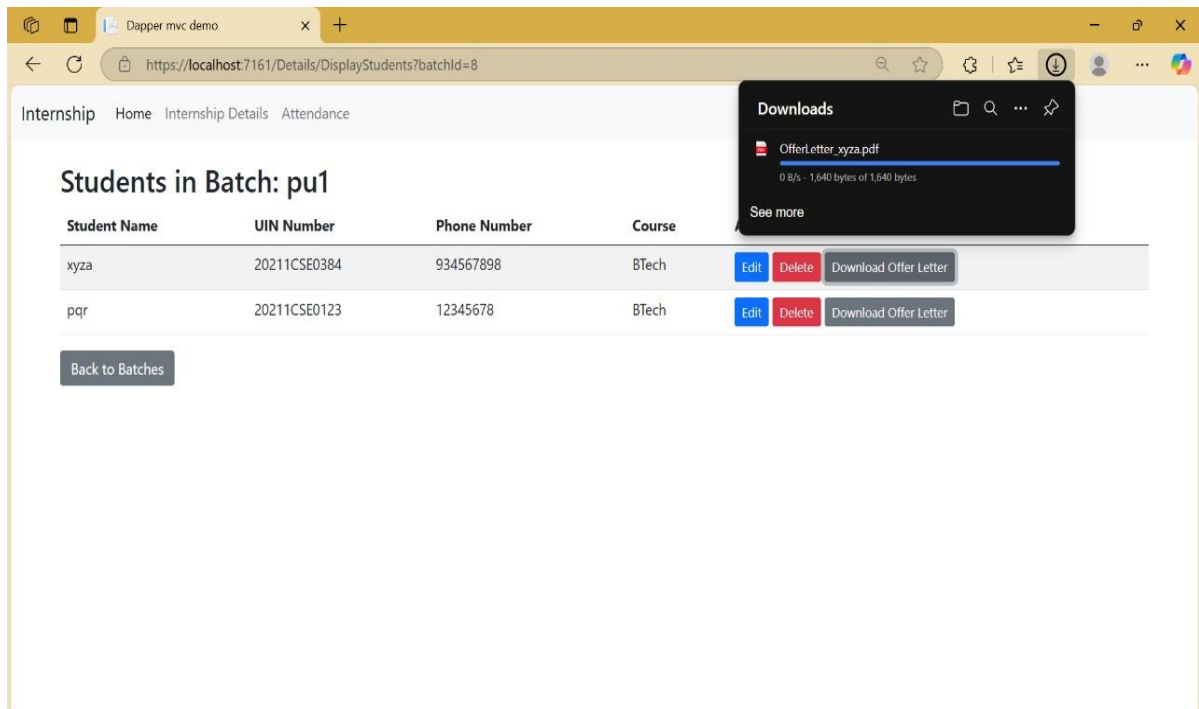 Dapper mvc demo
https://localhost:7161/Details/DisplayStudents?batchId=8
Internship Home Internship Details Attendance
Downloads
OfferLetter_xyza.pdf
0 B/s - 1,640 bytes of 1,640 bytes
See more
Students in Batch: pu1
Student Name UIN Number Phone Number Course
xyza 20211CSE0384 934567898 BTech Edit Delete Download Offer Letter
pqr 20211CSE0123 12345678 BTech Edit Delete Download Offer Letter
Back to Batches